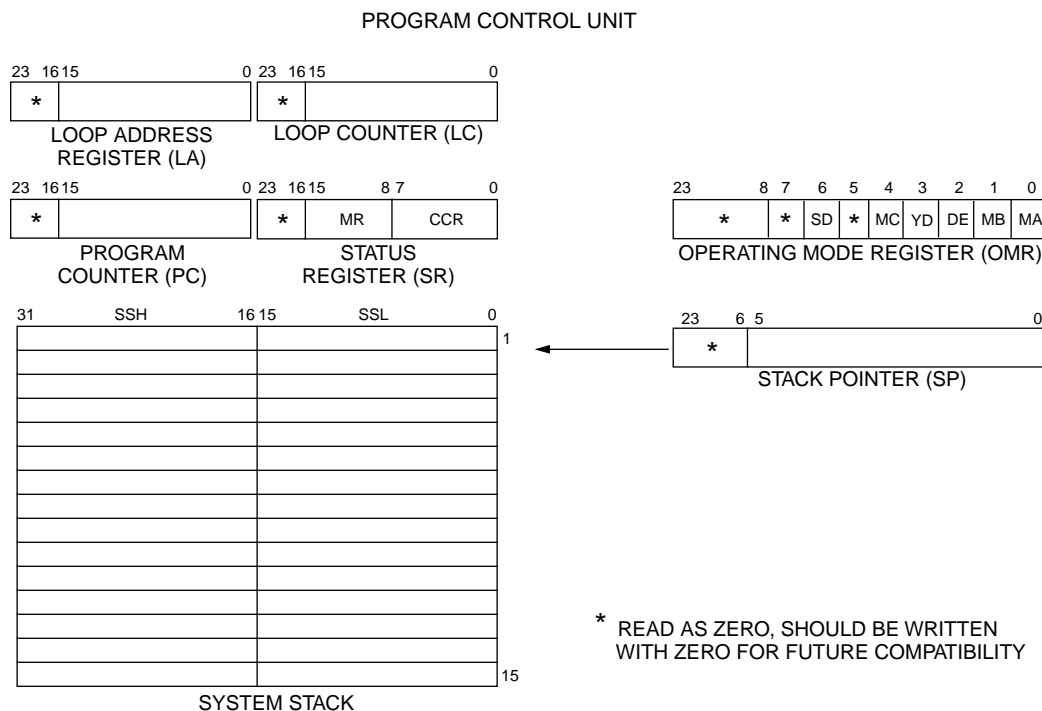 PROGRAM CONTROL UNIT
23 16 15 0 23 16 15 0
* *
LOOP ADDRESS
REGISTER (LA)
LOOP COUNTER (LC)
23 16 15 0 23 16 15 8 7 0
* * MR CCR
PROGRAM
COUNTER (PC)
STATUS
REGISTER (SR)
23 8 7 6 5 4 3 2 1 0
* * SD * MC YD DE MB MA
OPERATING MODE REGISTER (OMR)
31 SSH 16 15 SSL 0
1
15
SYSTEM STACK
23 6 5 0
*
STACK POINTER (SP)
* READ AS ZERO, SHOULD BE WRITTEN
WITH ZERO FOR FUTURE COMPATIBILITY